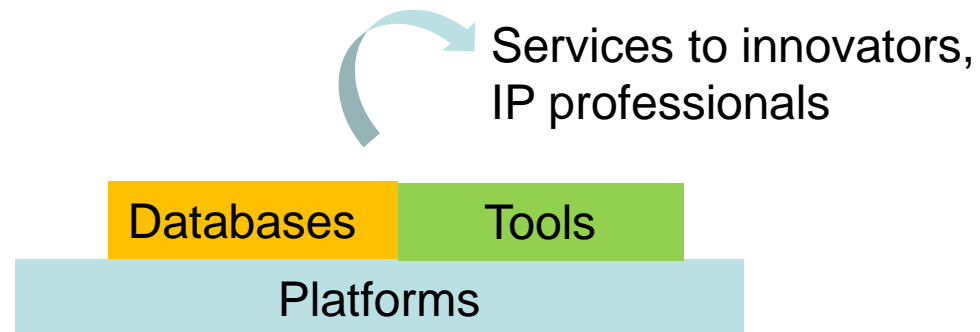 Services to innovators,
IP professionals
Databases
Tools
Platforms